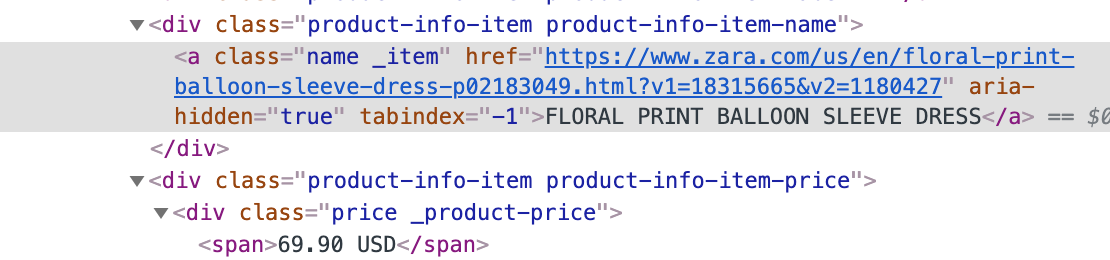 ▼<div class="product-info-item product-info-item-name">
<a class="name _item" href="https://www.zara.com/us/en/floral-print-
balloon-sleeve-dress-p02183049.html?v1=18315665&v2=1180427" aria-
hidden="true" tabindex="-1">FLORAL PRINT BALLOON SLEEVE DRESS</a> == $0
</div>
▼<div class="product-info-item product-info-item-price">
▼<div class="price _product-price">
<span>69.90 USD</span>